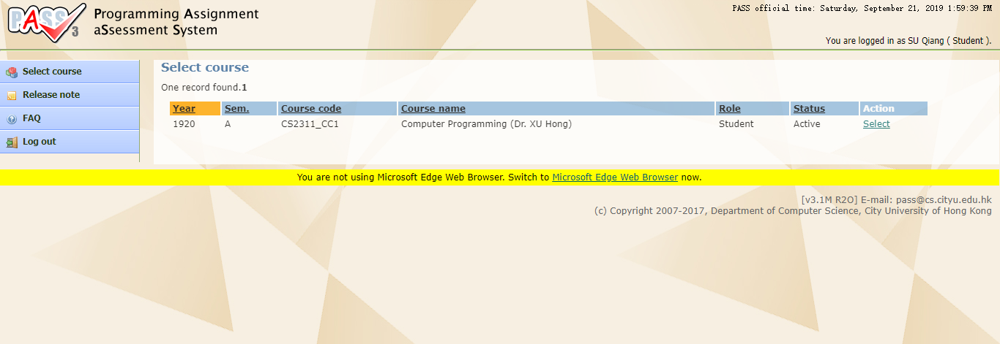 PASS 3
Programming Assignment
aSsessment System
PASS official time: Saturday, September 21, 2019 1:59:39 PM
You are logged in as SU Qiang ( Student ).
Select course
Release note
FAQ
Log out
Select course
One record found.1
Year Sem. Course code Course name Role Status Action
1920 A CS2311_CC1 Computer Programming (Dr. XU Hong) Student Active Select
You are not using Microsoft Edge Web Browser. Switch to Microsoft Edge Web Browser now.
[v3.1M R2O] E-mail: pass@cs.cityu.edu.hk
(c) Copyright 2007-2017, Department of Computer Science, City University of Hong Kong